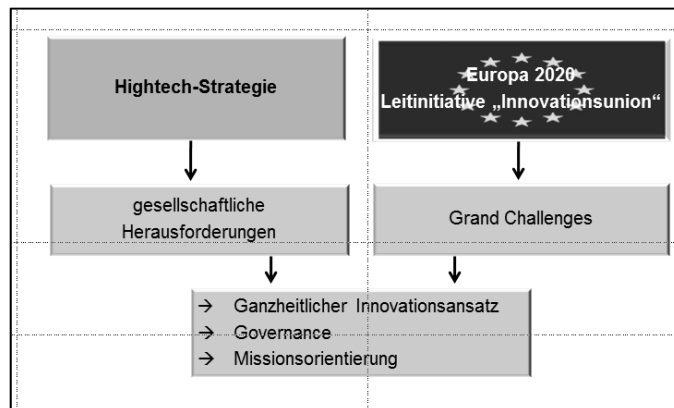 Hightech-Strategie
Europa 2020
Leitinitiative „Innovationsunion“
gesellschaftliche
Herausforderungen
Grand Challenges
→ Ganzheitlicher Innovationsansatz
→ Governance
→ Missionsorientierung